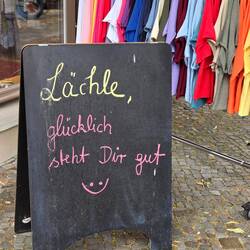 Lächle,
glücklich
steht Dir gut